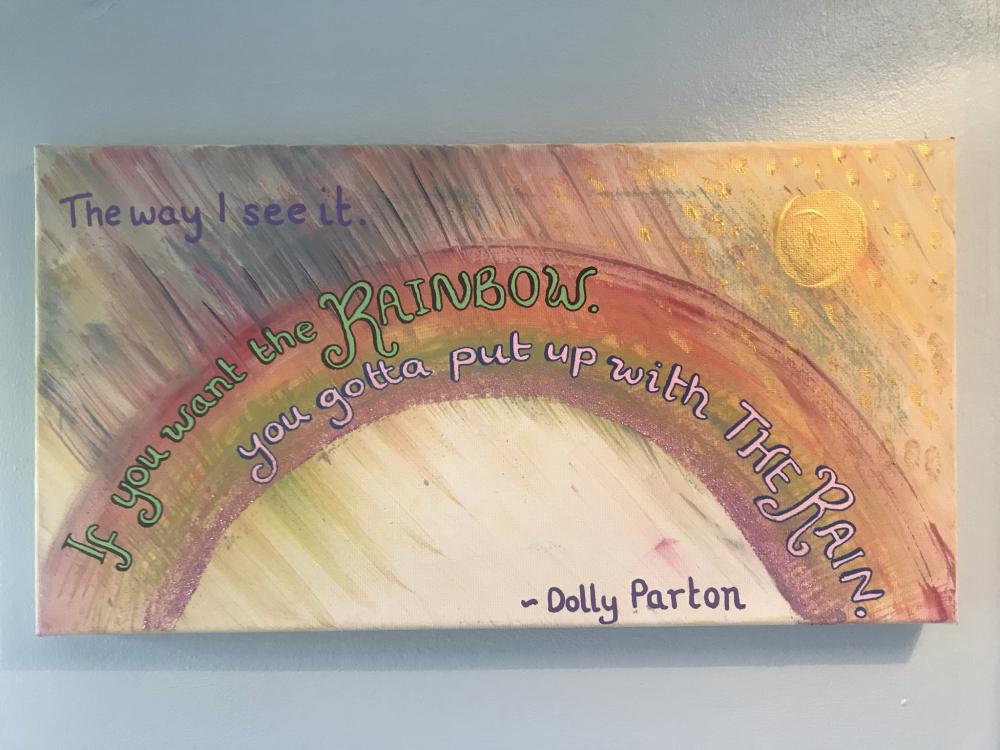 The way I see it.
If you want the RAINBOW.
you gotta put up with THE RAIN.
~ Dolly Parton